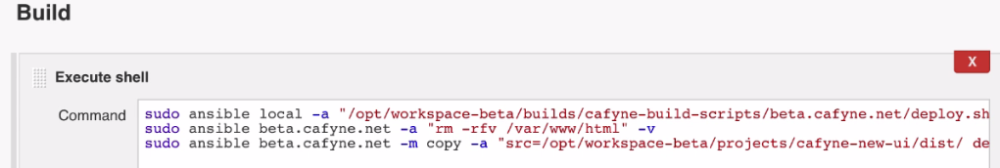 Build
X
Execute shell
Command
sudo ansible local -a "/opt/workspace-beta/builds/cafyne-build-scripts/beta.cafyne.net/deploy.sh
sudo ansible beta.cafyne.net -a "rm -rfv /var/www/html" -v
sudo ansible beta.cafyne.net -m copy -a "src=/opt/workspace-beta/projects/cafyne-new-ui/dist/ de